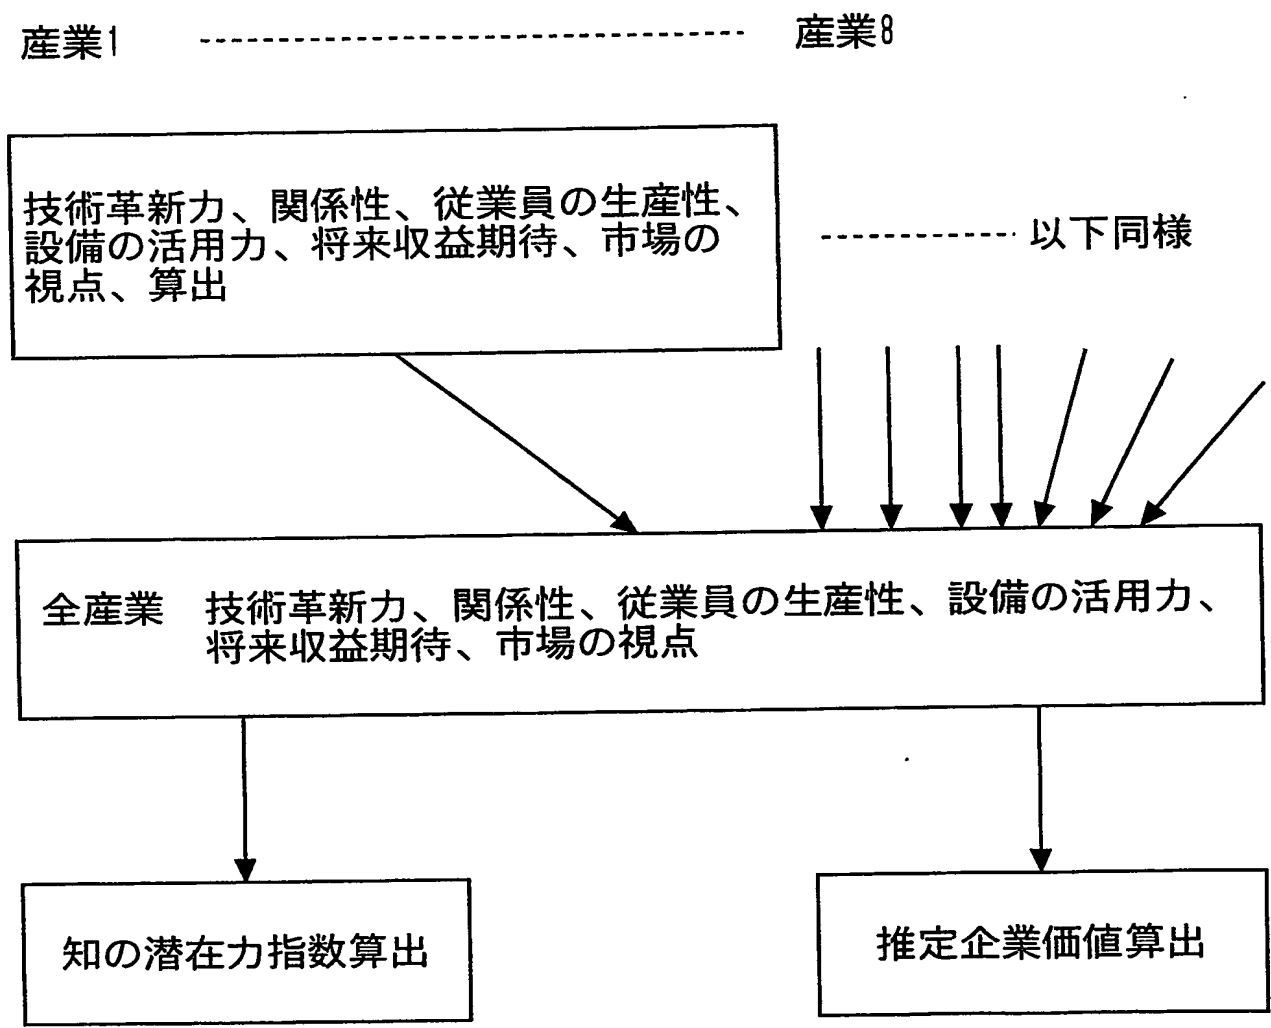 産業1 産業8
技術革新力、関係性、従業員の生産性、
設備の活用力、将来収益期待、市場の
視点、算出
以下同様
全産業 技術革新力、関係性、従業員の生産性、設備の活用力、
将来収益期待、市場の視点
知の潜在力指数算出
推定企業価値算出